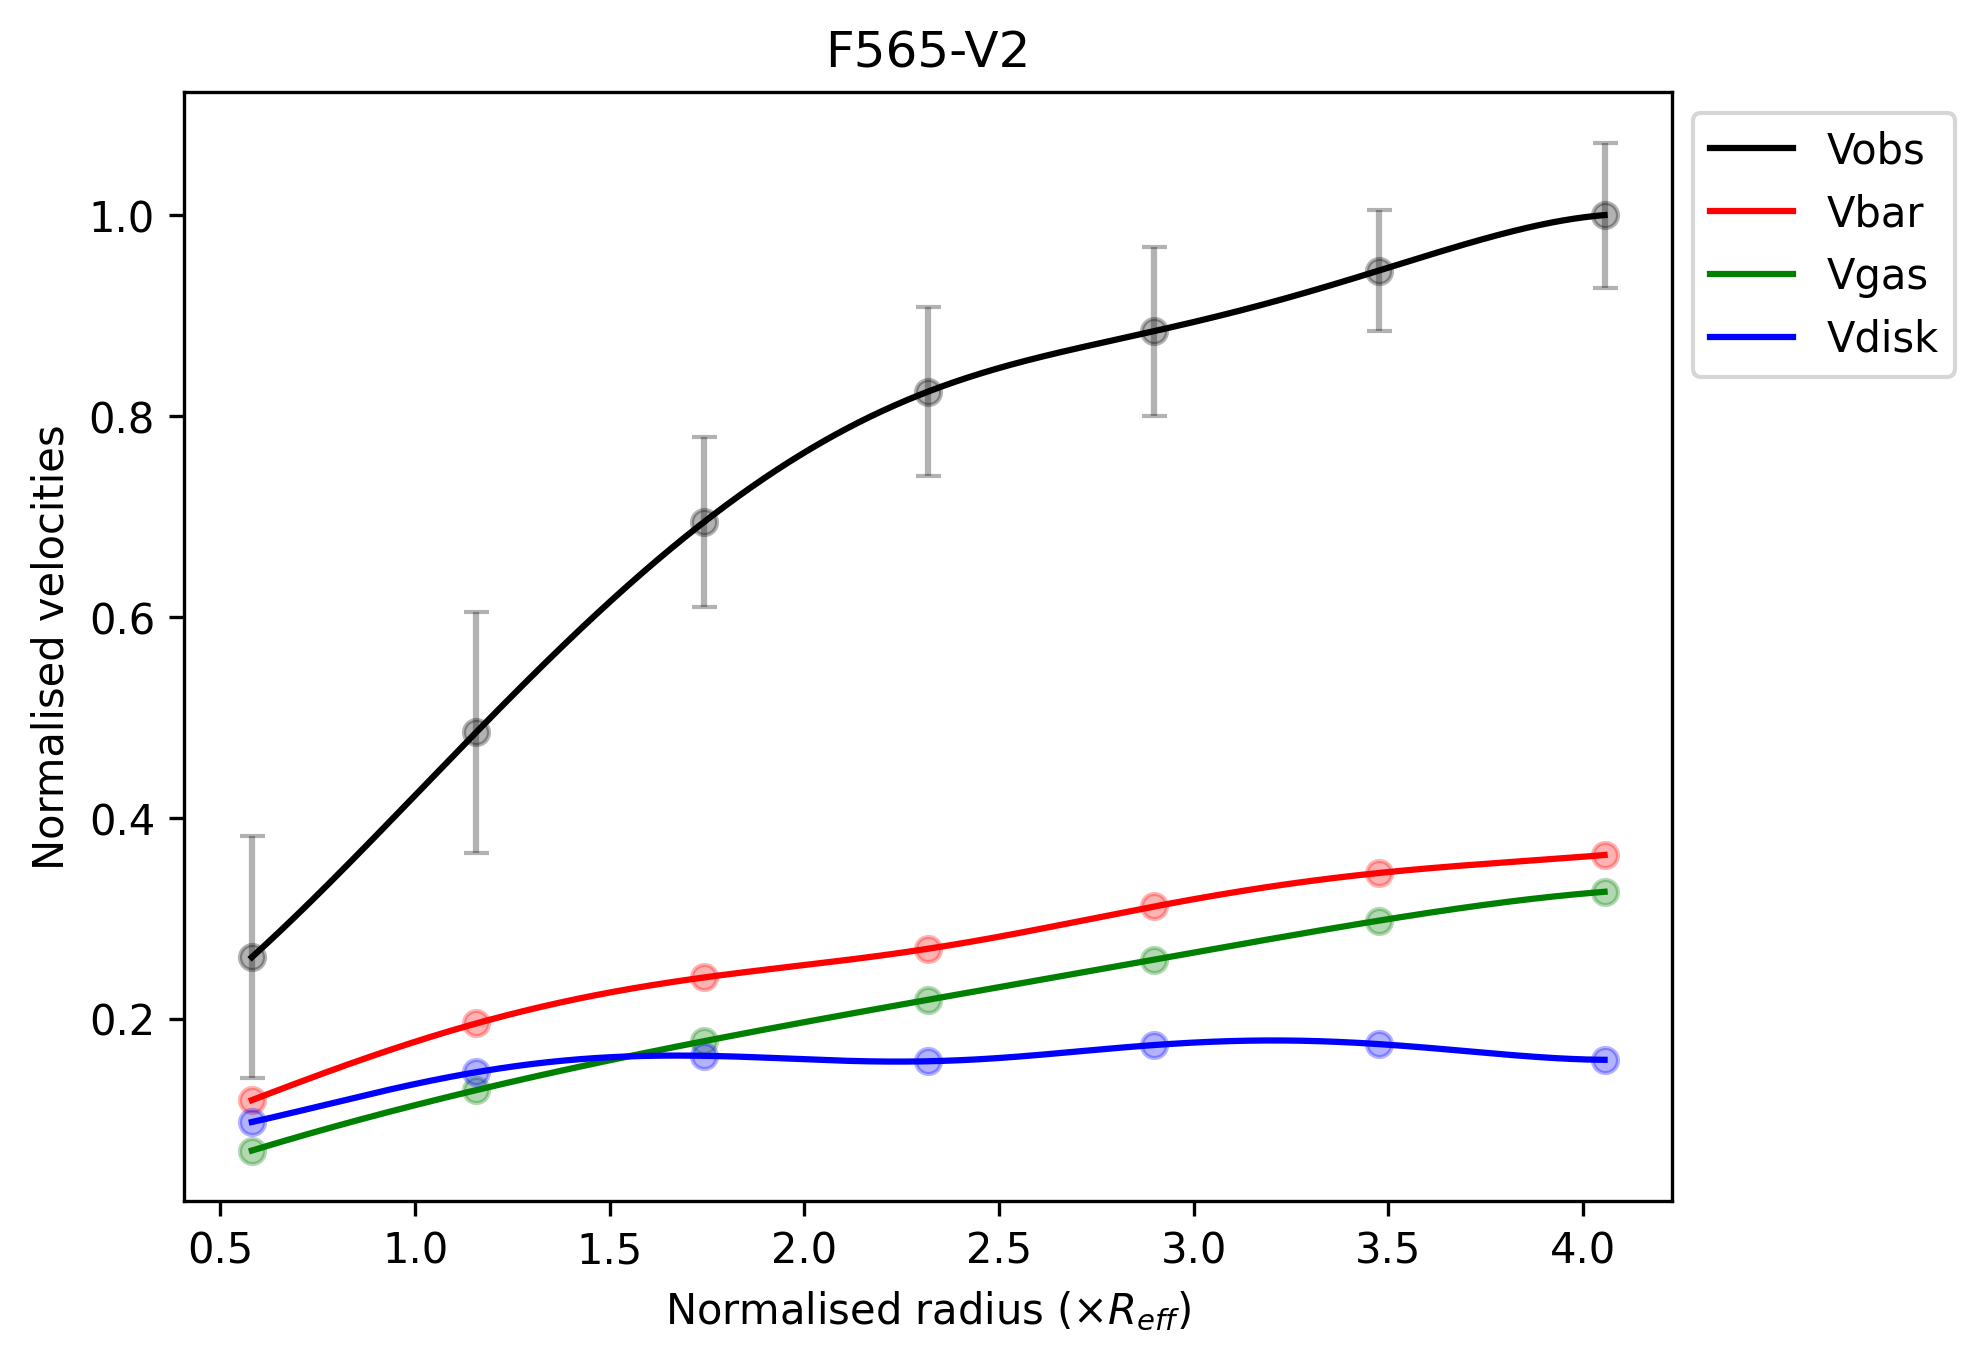 F565-V2
Normalised velocities
1.0
0.8
0.6
0.4
0.2
0.5 1.0 1.5 2.0 2.5 3.0 3.5 4.0
Normalised radius (×R_eff)
Vobs
Vbar
Vgas
Vdisk